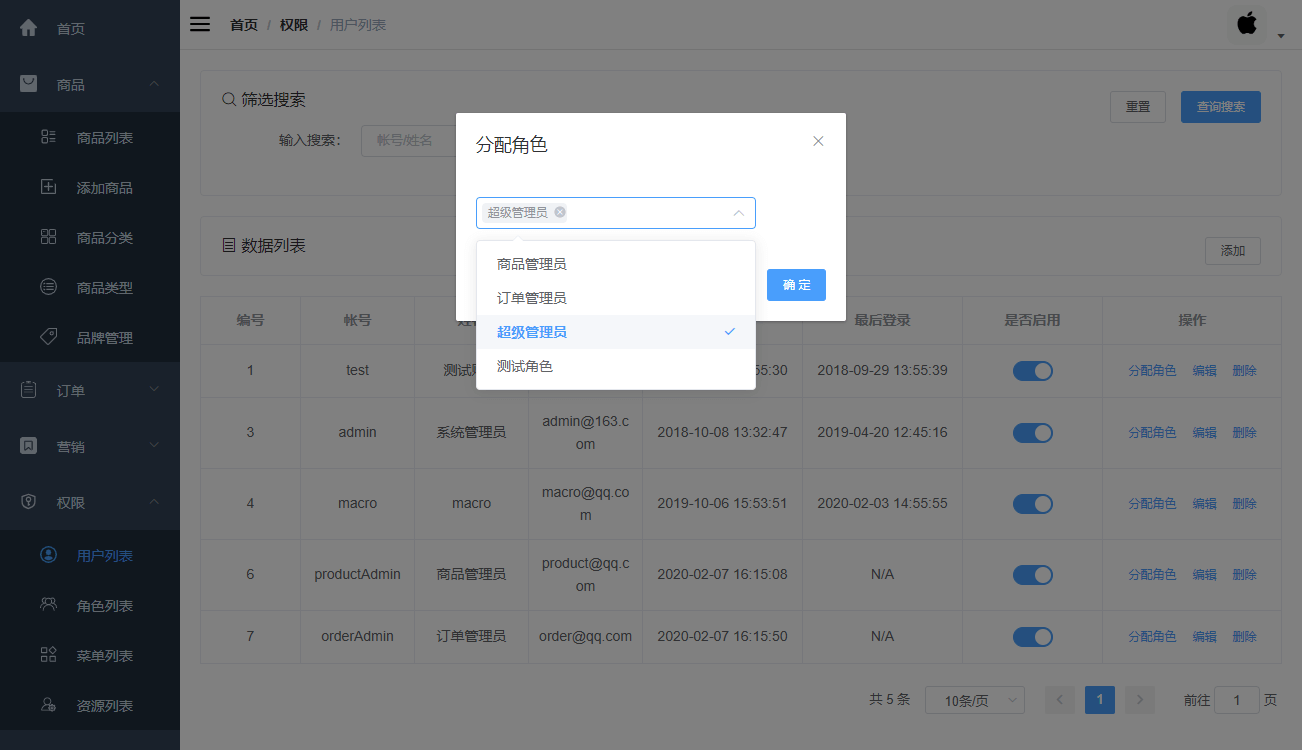 首页
商品
商品列表
添加商品
商品分类
商品类型
品牌管理
订单
营销
权限
用户列表
角色列表
菜单列表
资源列表
首页 / 权限 / 用户列表
筛选搜索
重置 查询搜索
输入搜索： 帐号/姓名
分配角色
超级管理员
商品管理员
订单管理员
超级管理员
测试角色
确 定
数据列表
添加
编号 帐号 最后登录 是否启用 操作
1 test 55:30 2018-09-29 13:55:39 分配角色 编辑 删除
3 admin 系统管理员 admin@163.c
om 2018-10-08 13:32:47 2019-04-20 12:45:16 分配角色 编辑 删除
4 macro macro macro@qq.co
m 2019-10-06 15:53:51 2020-02-03 14:55:55 分配角色 编辑 删除
6 productAdmin 商品管理员 product@qq.c
om 2020-02-07 16:15:08 N/A 分配角色 编辑 删除
7 orderAdmin 订单管理员 order@qq.com 2020-02-07 16:15:50 N/A 分配角色 编辑 删除
共 5 条 10条/页 1 前往 1 页